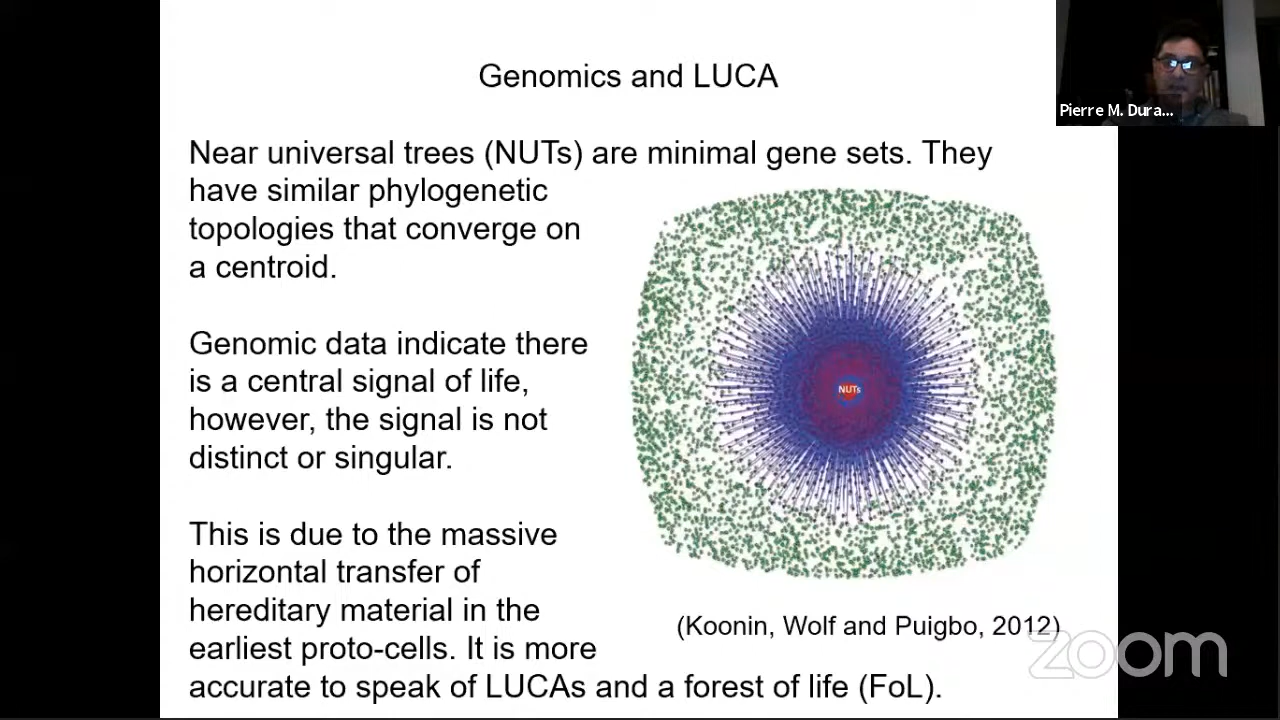 Genomics and LUCA
Pierre M. Dura...
Near universal trees (NUTs) are minimal gene sets. They
have similar phylogenetic
topologies that converge on
a centroid.
Genomic data indicate there
is a central signal of life,
however, the signal is not
distinct or singular.
This is due to the massive
horizontal transfer of
hereditary material in the
earliest proto-cells. It is more
accurate to speak of LUCAs and a forest of life (FoL).
NUTs
(Koonin, Wolf and Puigbo, 2012)
zoom